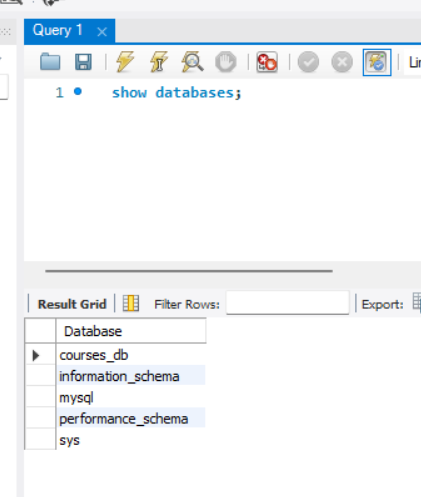 Query 1
1 show databases;
Result Grid Filter Rows: Export:
Database
courses_db
information_schema
mysql
performance_schema
sys